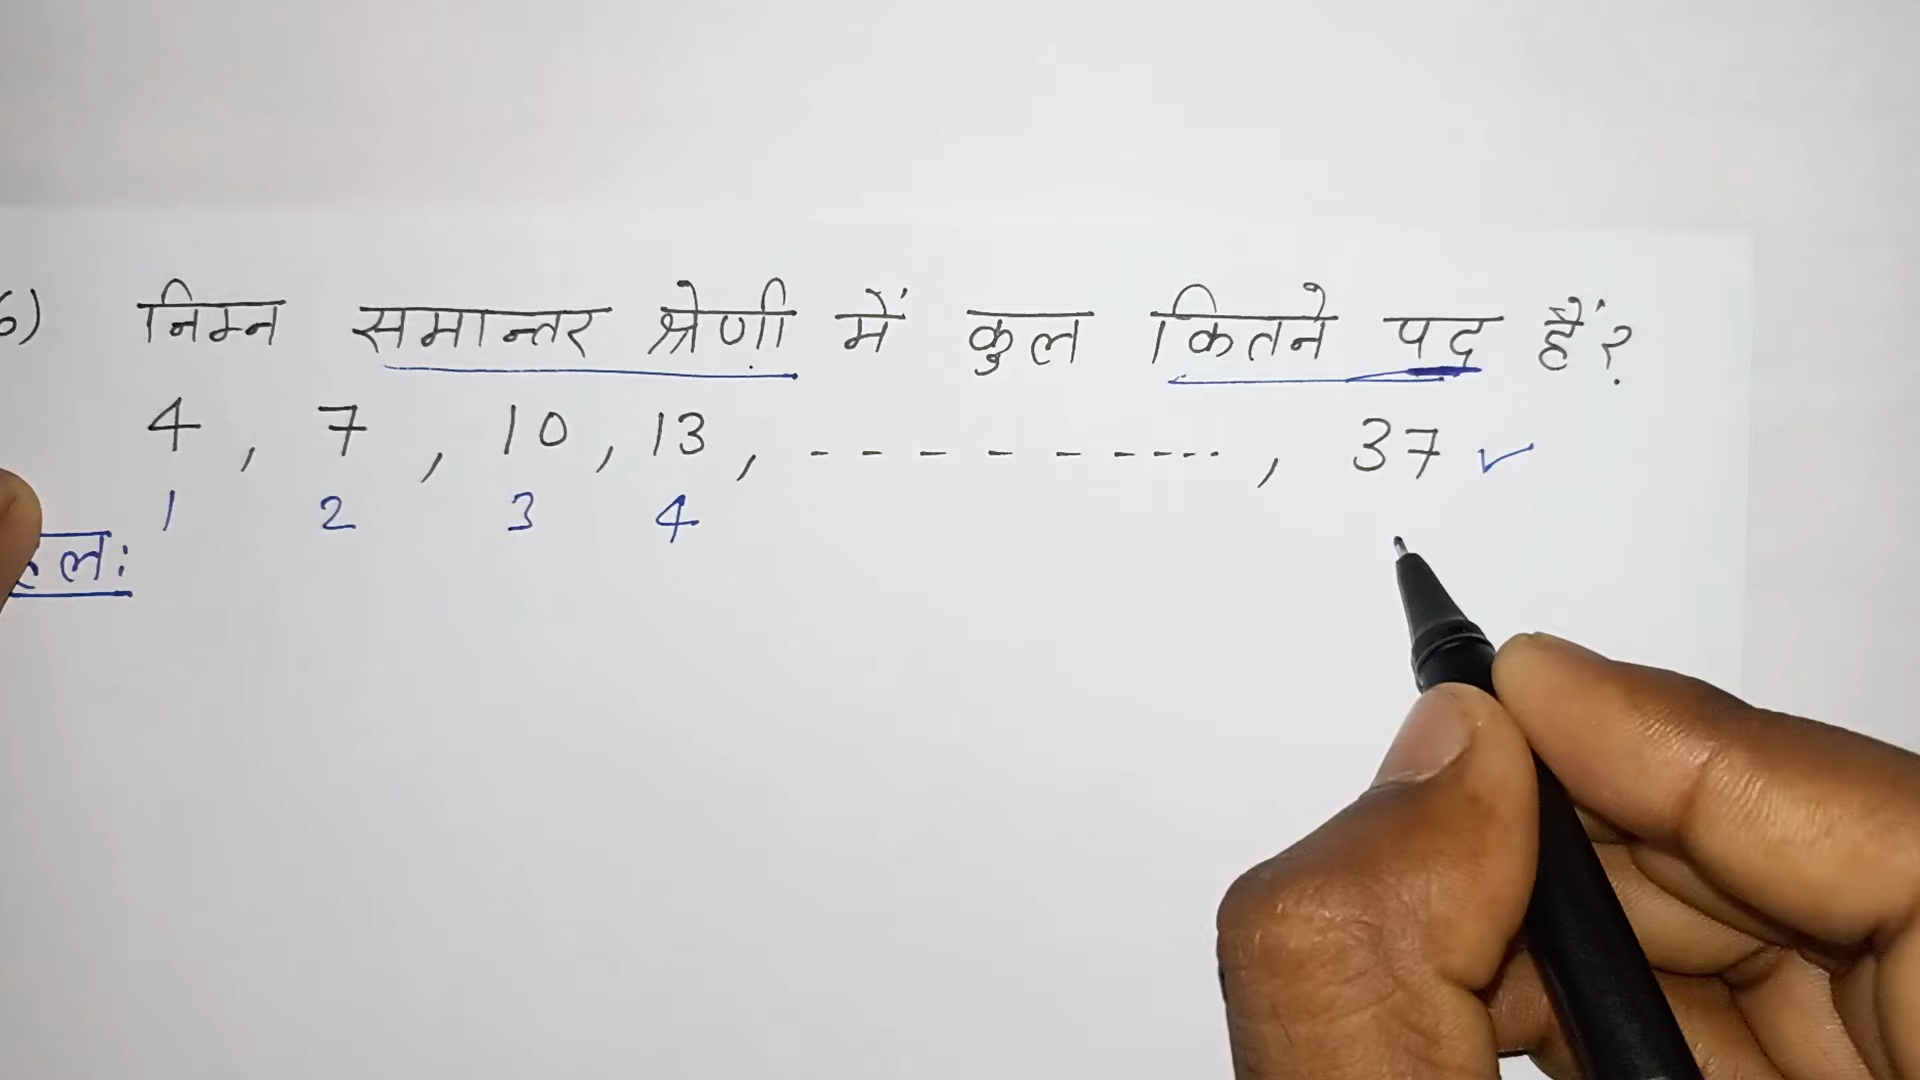 6) निम्न समान्तर श्रेणी में कुल कितने पद हैं?
4 , 7 , 10 , 13 , - - - - - - - ... , 37 ✓
1 2 3 4
हल: